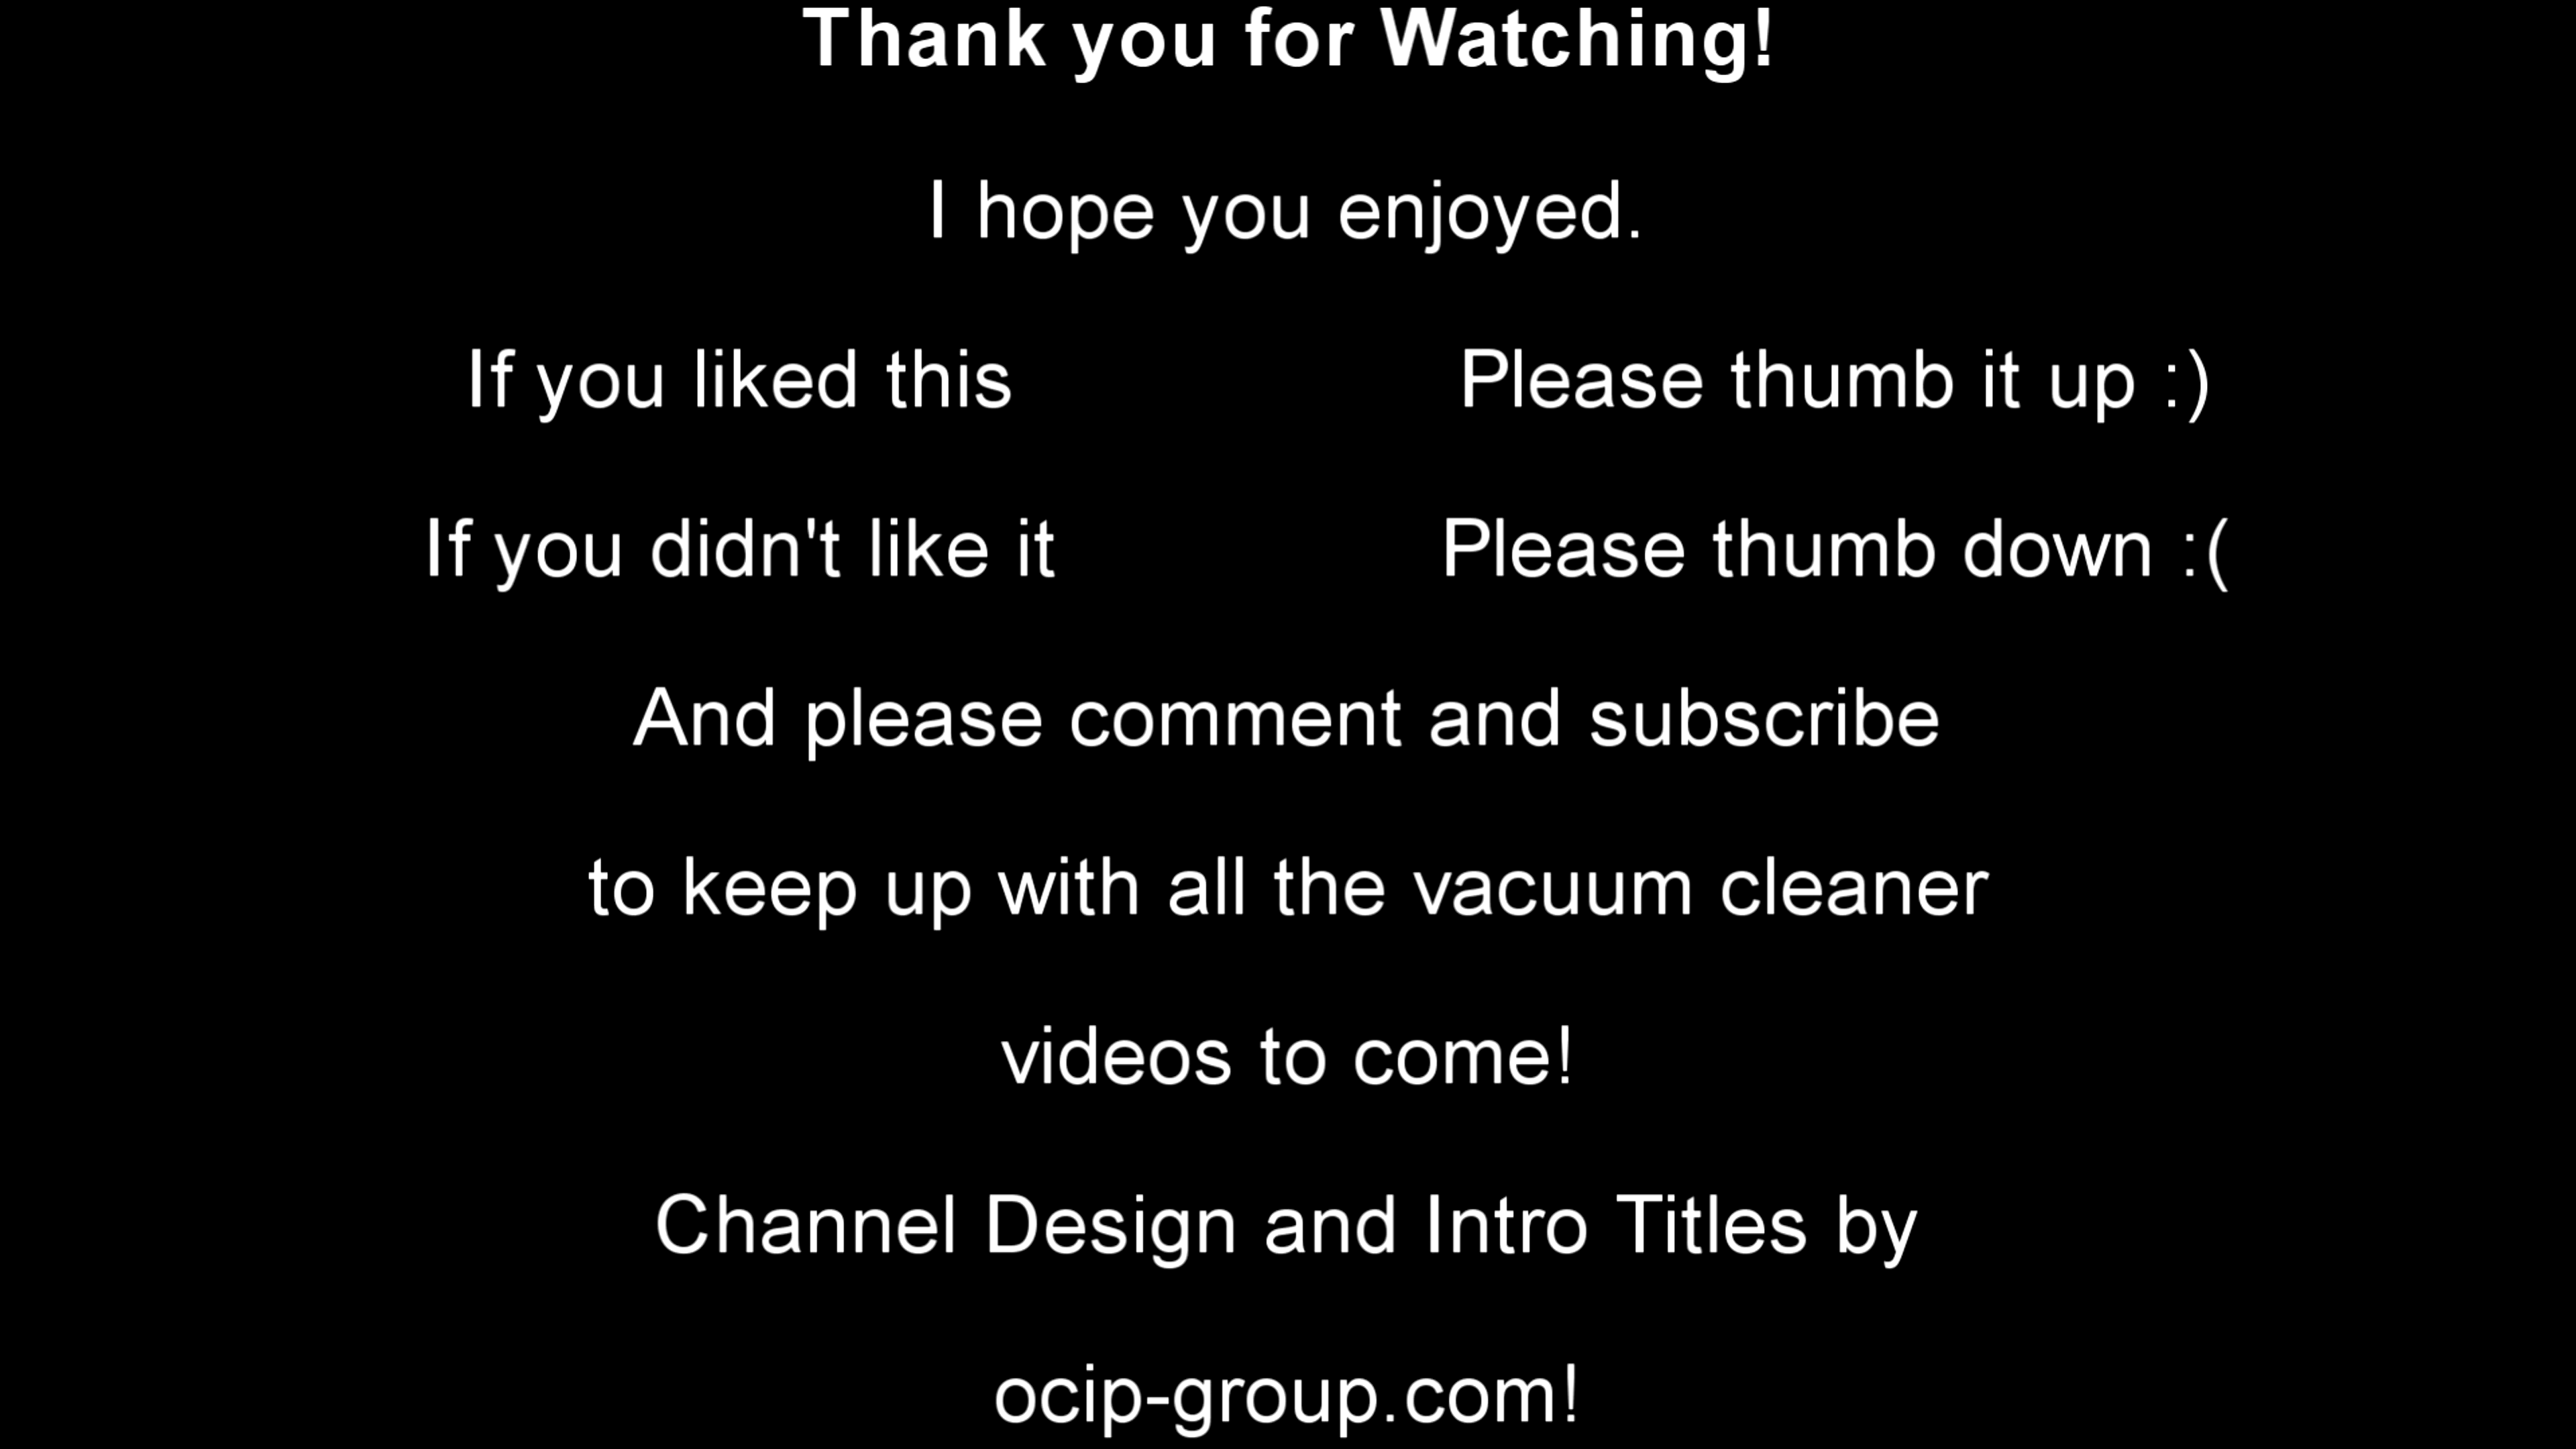 Thank you for Watching!
I hope you enjoyed.
If you liked this Please thumb it up :)
If you didn't like it Please thumb down :(
And please comment and subscribe
to keep up with all the vacuum cleaner
videos to come!
Channel Design and Intro Titles by
ocip-group.com!